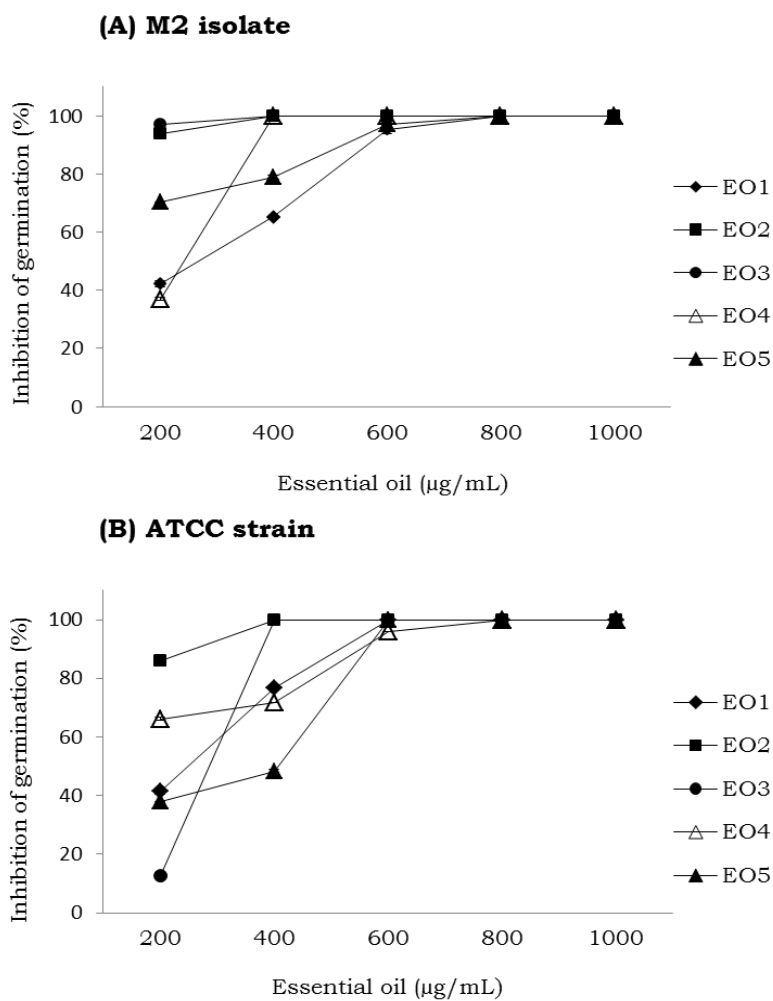 (A) M2 isolate
Inhibition of germination (%)
100
80
60
40
20
0
200 400 600 800 1000
Essential oil (µg/mL)
EO1
EO2
EO3
EO4
EO5
(B) ATCC strain
Inhibition of germination (%)
100
80
60
40
20
0
200 400 600 800 1000
Essential oil (µg/mL)
EO1
EO2
EO3
EO4
EO5